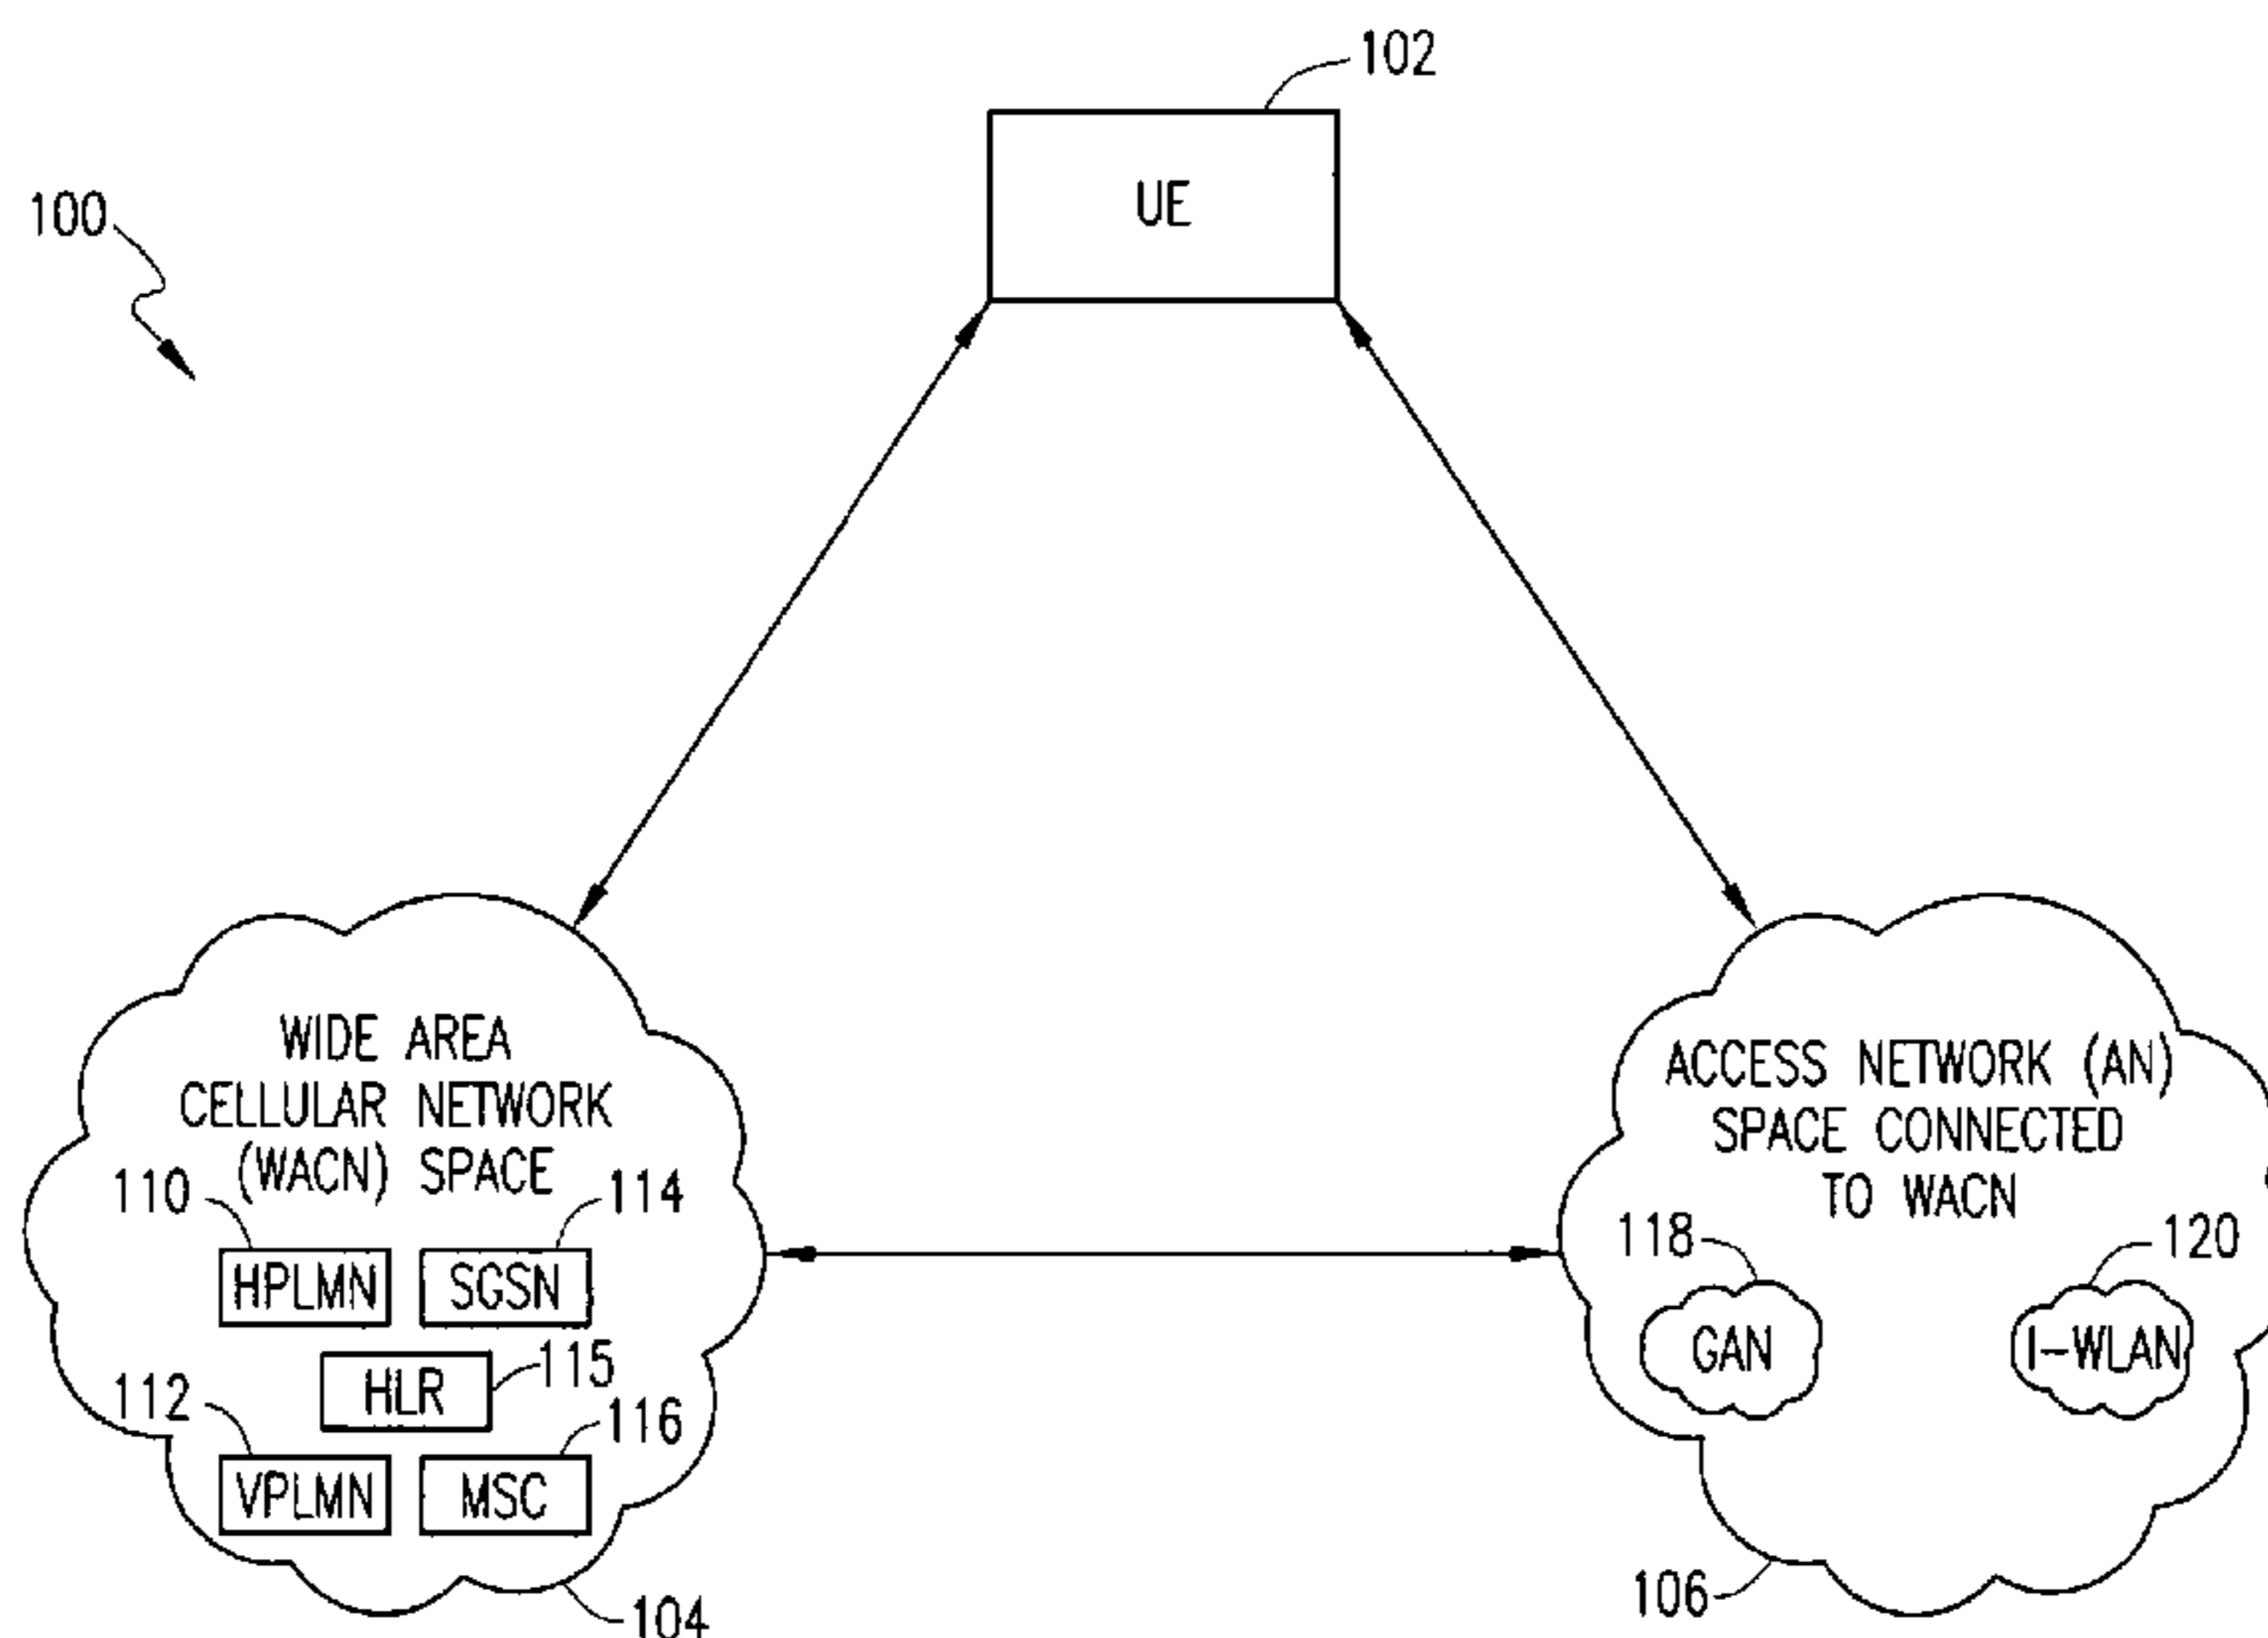 102
UE
100
WIDE AREA
CELLULAR NETWORK
(WACN) SPACE
110
114
HPLMN
SGSN
HLR
115
112
116
VPLMN
MSC
104
ACCESS NETWORK (AN)
SPACE CONNECTED
TO WACN
118
120
GAN
I-WLAN
106